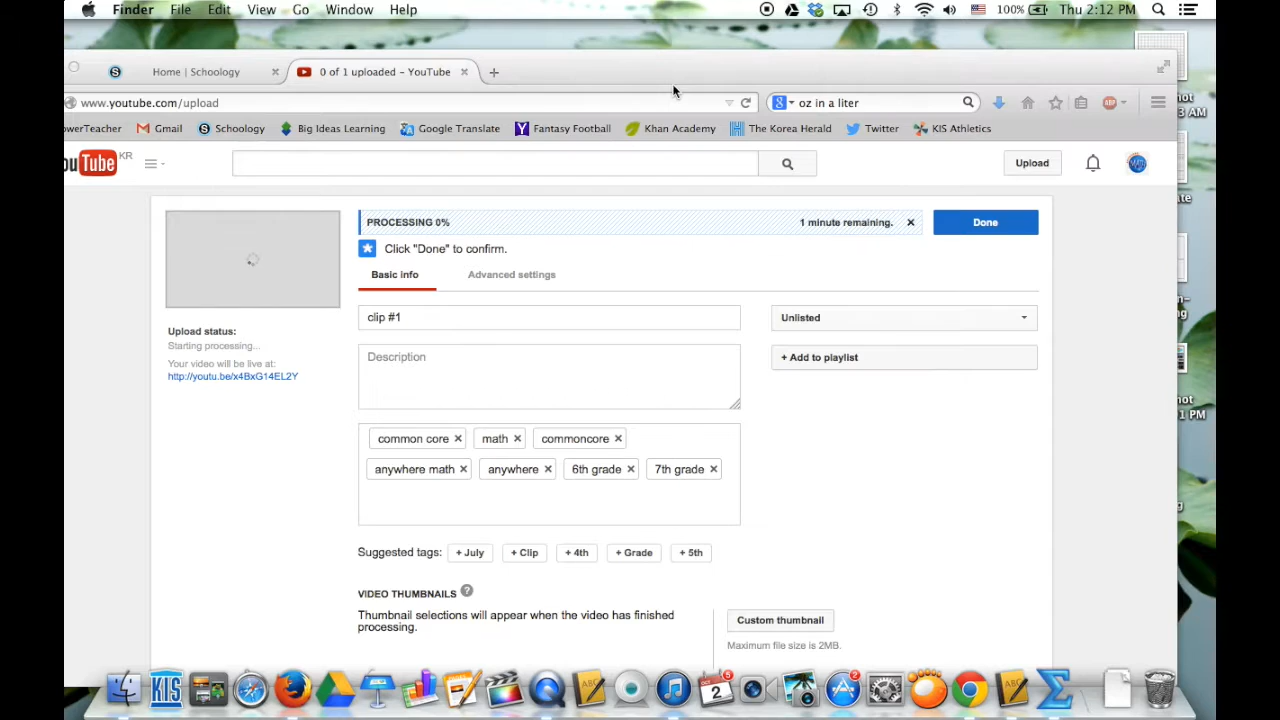 Finder File Edit View Go Window Help 100% Thu 2:12 PM
Home | Schoology 0 of 1 uploaded - YouTube
www.youtube.com/upload oz in a liter
owerTeacher Gmail Schoology Big Ideas Learning Google Translate Fantasy Football Khan Academy The Korea Herald Twitter KIS Athletics
ouTube KR Upload
PROCESSING 0% 1 minute remaining. Done
Click "Done" to confirm.
Basic info Advanced settings
clip #1 Unlisted
Upload status:
Starting processing...
Description + Add to playlist
Your video will be live at:
http://youtu.be/x4BxG14EL2Y
common core math commoncore
anywhere math anywhere 6th grade 7th grade
Suggested tags: + July + Clip + 4th + Grade + 5th
VIDEO THUMBNAILS ?
Thumbnail selections will appear when the video has finished
processing.
Custom thumbnail
Maximum file size is 2MB.
KIS